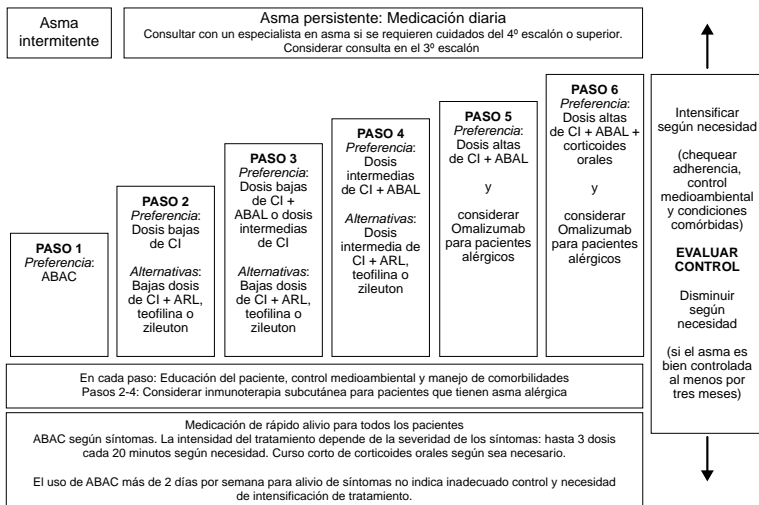 Asma
intermitente
Asma persistente: Medicación diaria
Consultar con un especialista en asma si se requieren cuidados del 4º escalón o superior.
Considerar consulta en el 3º escalón
PASO 1
Preferencia:
ABAC
PASO 2
Preferencia:
Dosis bajas
de CI
Alternativas:
Bajas dosis
de CI + ARL,
teofilina o
zileuton
PASO 3
Preferencia:
Dosis bajas
de CI +
ABAL o dosis
intermedias
de CI
Alternativas:
Bajas dosis
de CI + ARL,
teofilina o
zileuton
PASO 4
Preferencia:
Dosis
intermedias
de CI + ABAL
Alternativas:
Dosis
intermedia de
CI + ARL,
teofilina o
zileuton
PASO 5
Preferencia:
Dosis altas
de CI + ABAL
y
considerar
Omalizumab
para pacientes
alérgicos
PASO 6
Preferencia:
Dosis altas de
CI + ABAL +
corticoides
orales
y
considerar
Omalizumab
para pacientes
alérgicos
Intensificar
según necesidad
(chequear
adherencia,
control
medioambiental
y condiciones
comórbidas)
EVALUAR
CONTROL
Disminuir
según
necesidad
(si el asma es
bien controlada
al menos por
tres meses)
En cada paso: Educación del paciente, control medioambiental y manejo de comorbilidades
Pasos 2-4: Considerar inmunoterapia subcutánea para pacientes que tienen asma alérgica
Medicación de rápido alivio para todos los pacientes
ABAC según síntomas. La intensidad del tratamiento depende de la severidad de los síntomas: hasta 3 dosis
cada 20 minutos según necesidad. Curso corto de corticoides orales según sea necesario.
El uso de ABAC más de 2 días por semana para alivio de síntomas no indica inadecuado control y necesidad
de intensificación de tratamiento.